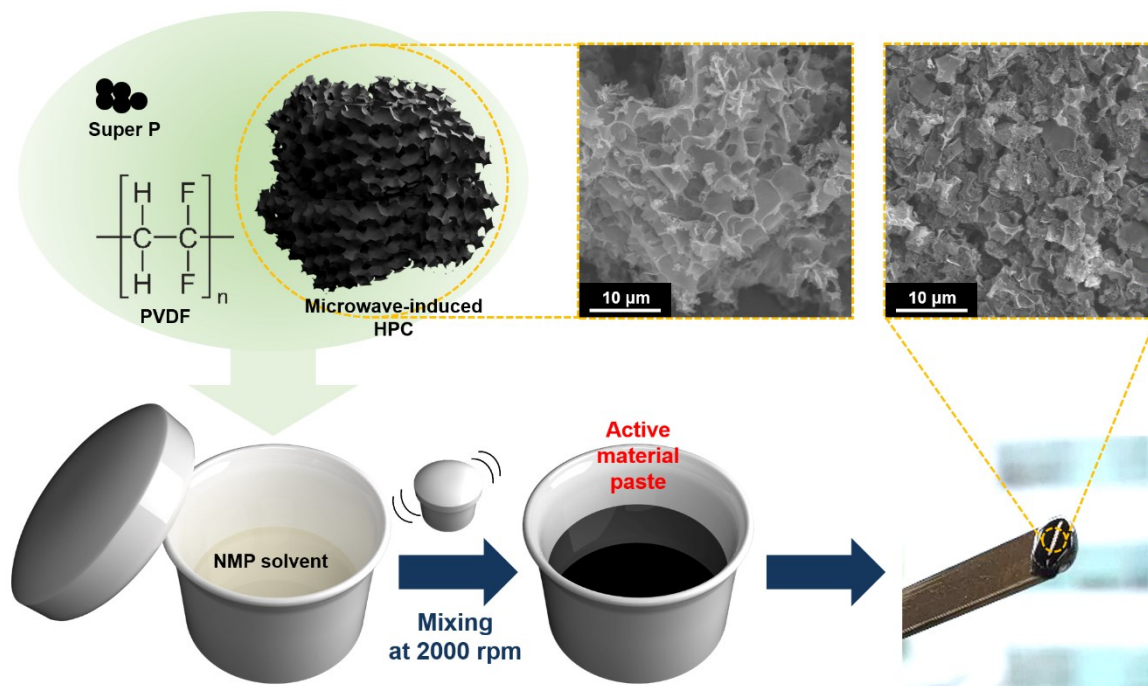 Super P
H F
C C
H F
n
PVDF
Microwave-induced
HPC
10 µm
10 µm
NMP solvent
Mixing
at 2000 rpm
Active
material
paste